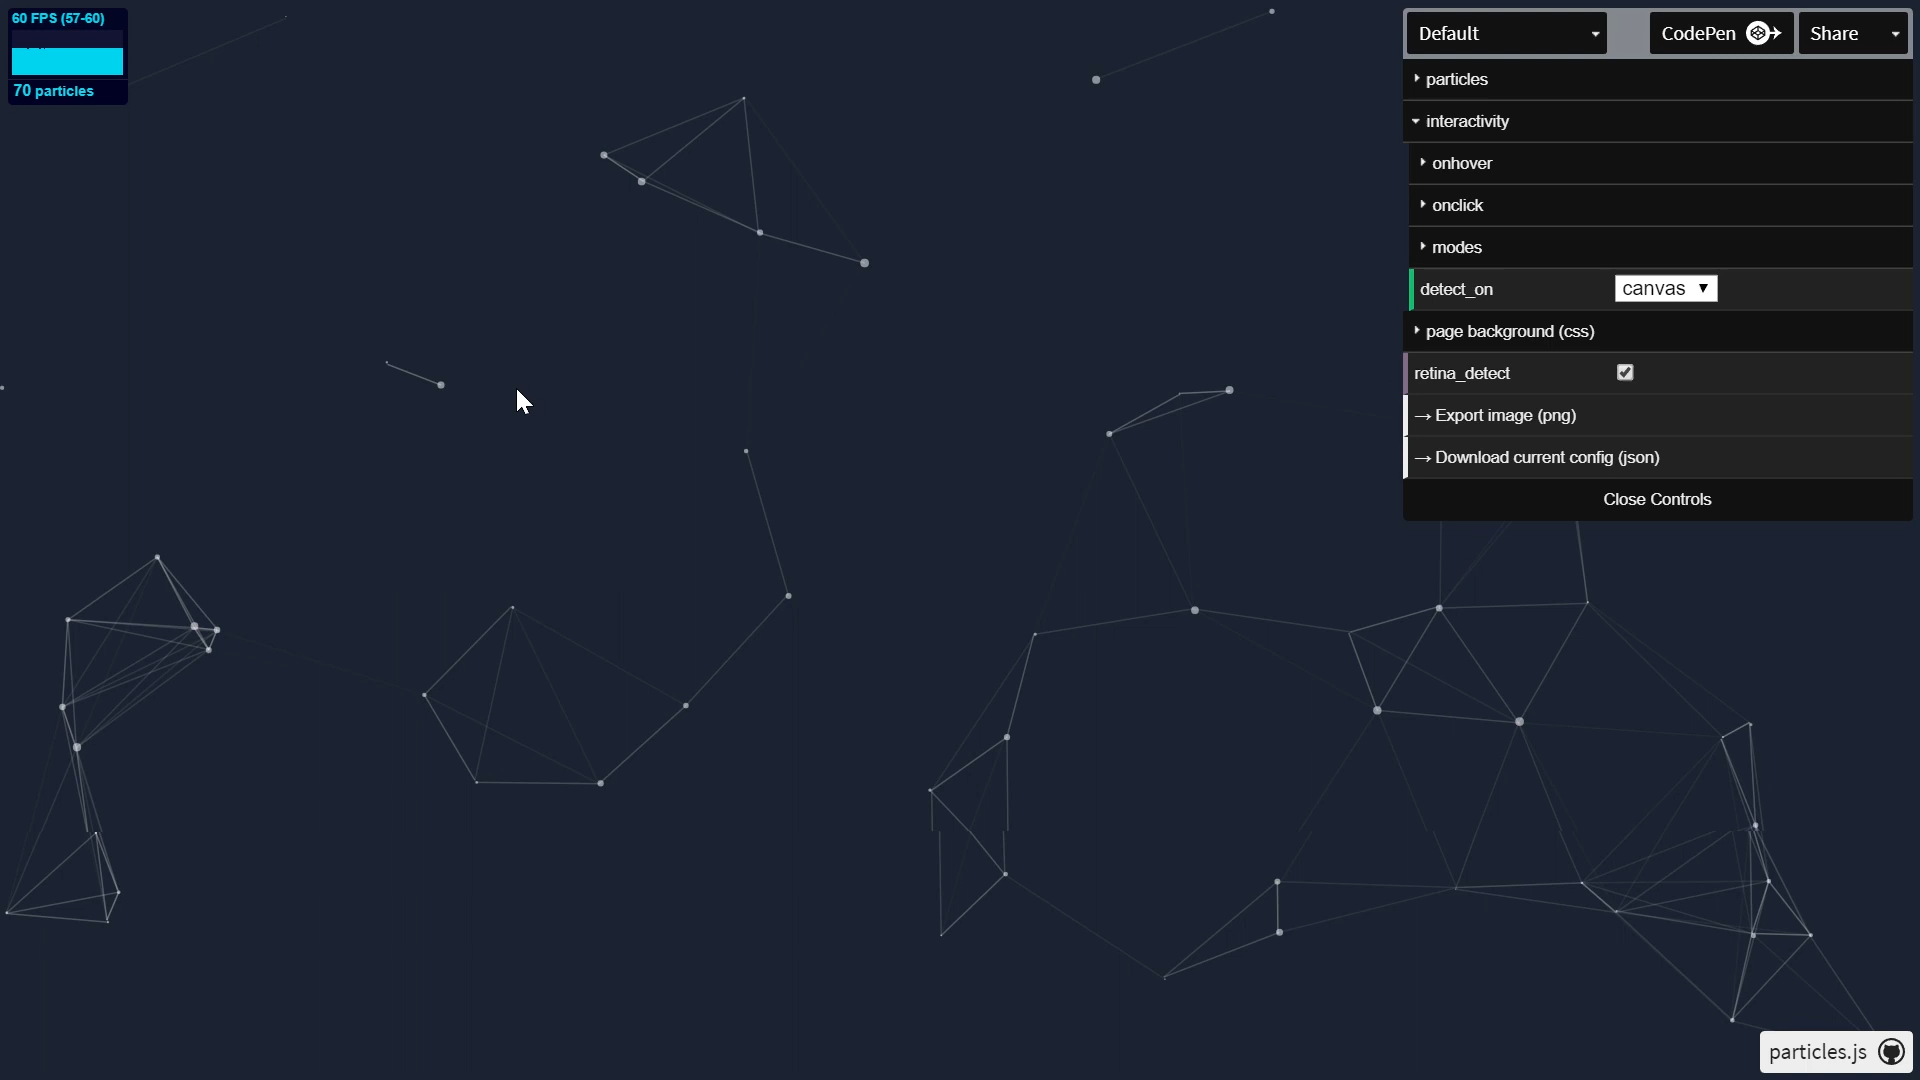 60 FPS (57-60)
70 particles
Default
CodePen
Share
particles
interactivity
onhover
onclick
modes
detect_on
canvas
page background (css)
retina_detect
→ Export image (png)
→ Download current config (json)
Close Controls
particles.js